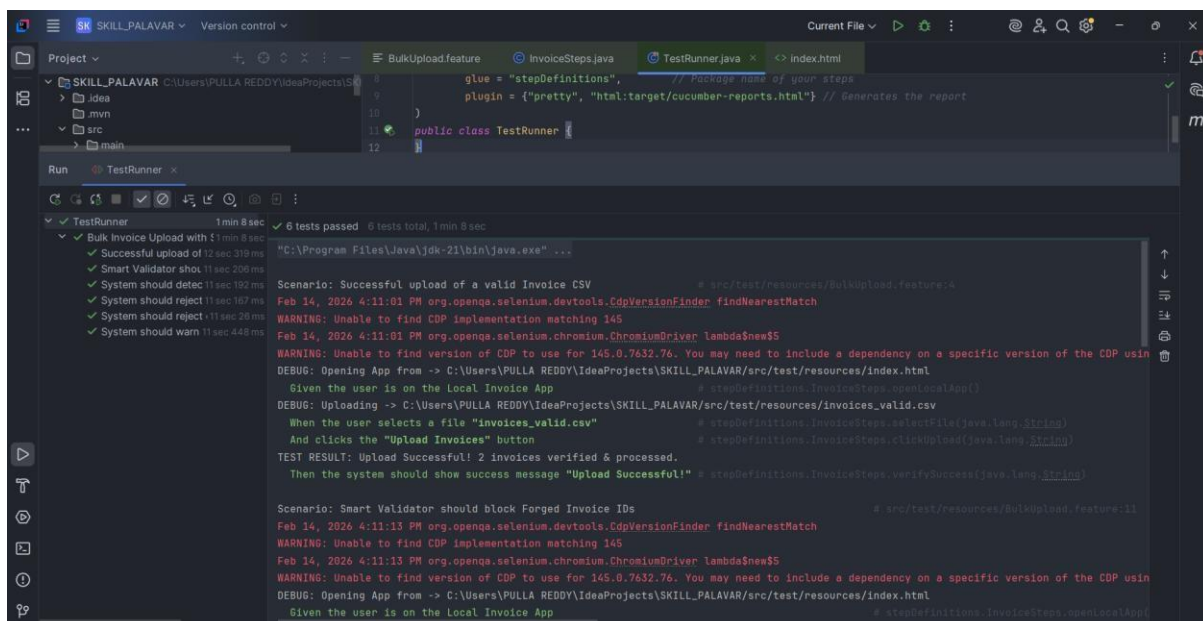 SK SKILL_PALAVAR Version control Current File
Project BulkUpload.feature InvoiceSteps.java TestRunner.java index.html
SKILL_PALAVAR C:\Users\PULLA REDDY\IdeaProjects\SKI
8 glue = "stepDefinitions", // Package name of your steps
.idea
9 plugin = {"pretty", "html:target/cucumber-reports.html"} // Generates the report
.mvn
10 )
src
11 public class TestRunner {
main
12 }
Run TestRunner
TestRunner 1 min 8 sec
6 tests passed 6 tests total, 1 min 8 sec
Bulk Invoice Upload with 1 min 8 sec
Successful upload of 12 sec 319 ms
Smart Validator shou 11 sec 206 ms
System should detec 11 sec 192 ms
System should reject 11 sec 167 ms
System should reject 11 sec 26 ms
System should warn 11 sec 448 ms
"C:\Program Files\Java\jdk-21\bin\java.exe" ...
Scenario: Successful upload of a valid Invoice CSV # src/test/resources/BulkUpload.feature:4
Feb 14, 2026 4:11:01 PM org.openqa.selenium.devtools.CdpVersionFinder findNearestMatch
WARNING: Unable to find CDP implementation matching 145
Feb 14, 2026 4:11:01 PM org.openqa.selenium.chromium.ChromiumDriver lambda$new$5
WARNING: Unable to find version of CDP to use for 145.0.7632.76. You may need to include a dependency on a specific version of the CDP usin
DEBUG: Opening App from -> C:\Users\PULLA REDDY\IdeaProjects\SKILL_PALAVAR/src/test/resources/index.html
Given the user is on the Local Invoice App # stepDefinitions.InvoiceSteps.openLocalApp()
DEBUG: Uploading -> C:\Users\PULLA REDDY\IdeaProjects\SKILL_PALAVAR/src/test/resources/invoices_valid.csv
When the user selects a file "invoices_valid.csv" # stepDefinitions.InvoiceSteps.selectFile(java.lang.String)
And clicks the "Upload Invoices" button # stepDefinitions.InvoiceSteps.clickUpload(java.lang.String)
TEST RESULT: Upload Successful! 2 invoices verified & processed.
Then the system should show success message "Upload Successful!" # stepDefinitions.InvoiceSteps.verifySuccess(java.lang.String)
Scenario: Smart Validator should block Forged Invoice IDs # src/test/resources/BulkUpload.feature:11
Feb 14, 2026 4:11:13 PM org.openqa.selenium.devtools.CdpVersionFinder findNearestMatch
WARNING: Unable to find CDP implementation matching 145
Feb 14, 2026 4:11:13 PM org.openqa.selenium.chromium.ChromiumDriver lambda$new$5
WARNING: Unable to find version of CDP to use for 145.0.7632.76. You may need to include a dependency on a specific version of the CDP usin
DEBUG: Opening App from -> C:\Users\PULLA REDDY\IdeaProjects\SKILL_PALAVAR/src/test/resources/index.html
Given the user is on the Local Invoice App # stepDefinitions.InvoiceSteps.openLocalApp(